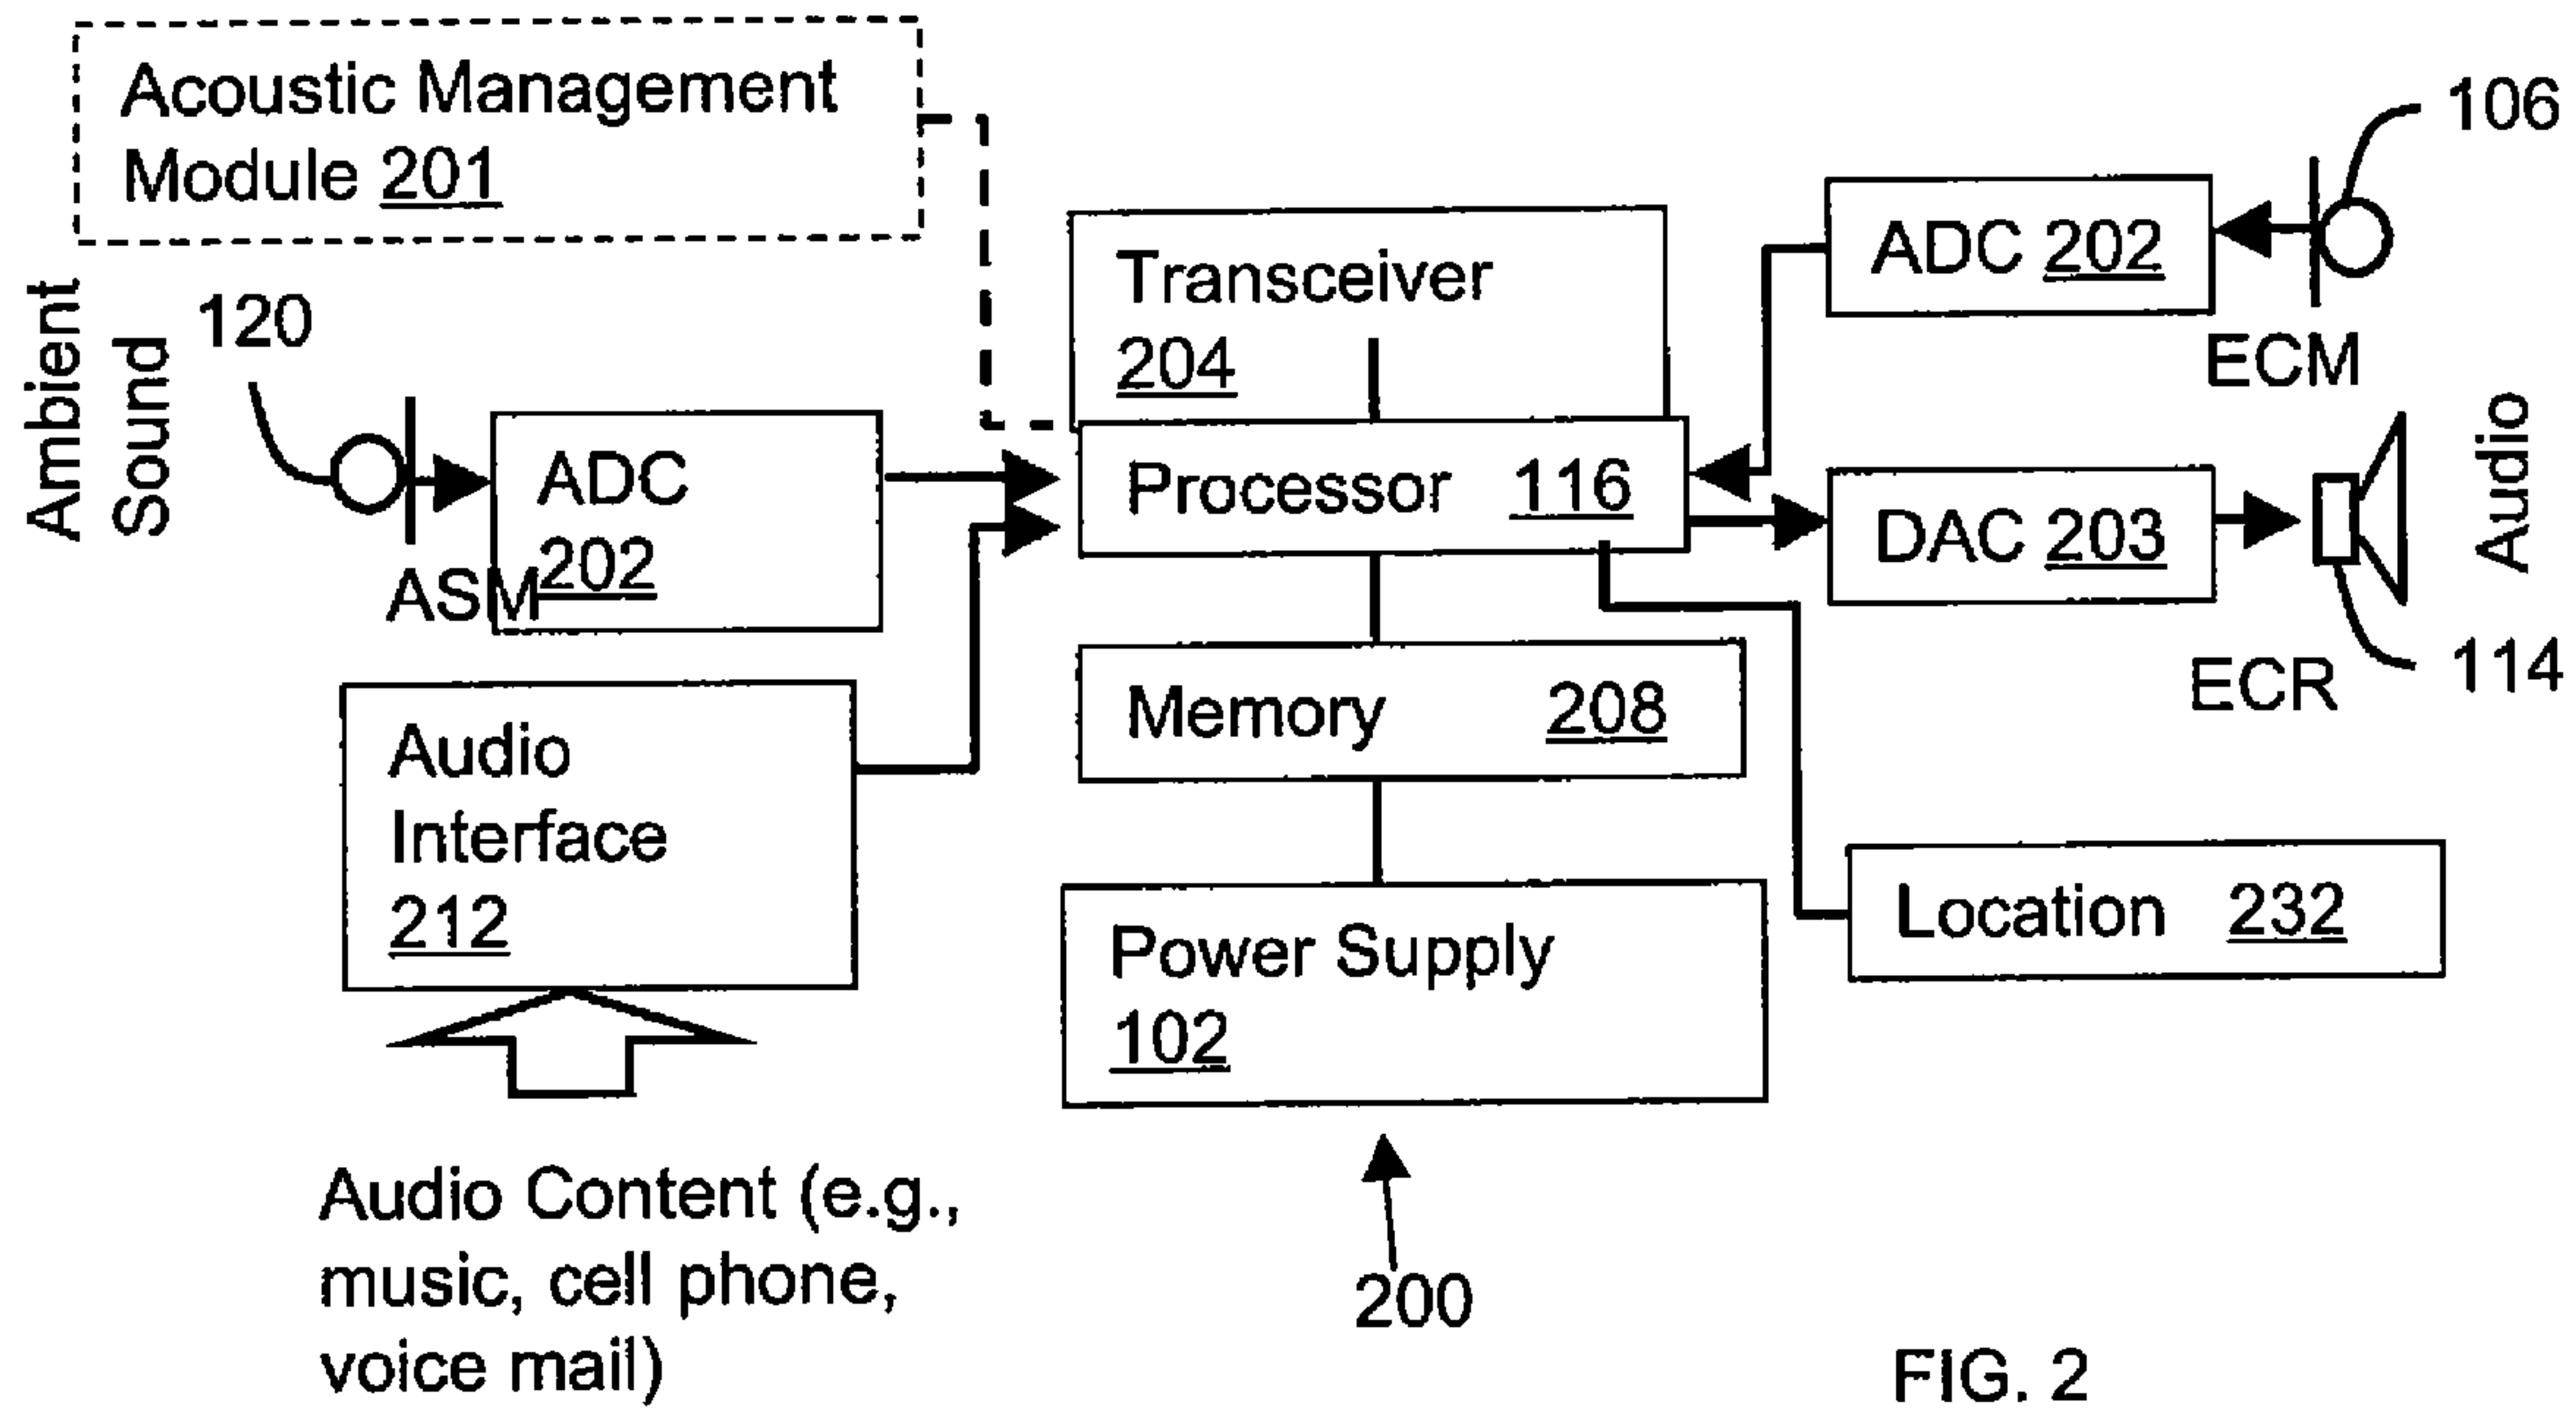 Acoustic Management
Module 201
106
Ambient
Sound
120
Transceiver
204
ADC 202
ECM
ADC
202
ASM
Processor 116
DAC 203
Audio
114
ECR
Memory 208
Audio
Interface
212
Location 232
Power Supply
102
Audio Content (e.g.,
music, cell phone,
voice mail)
200
FIG. 2